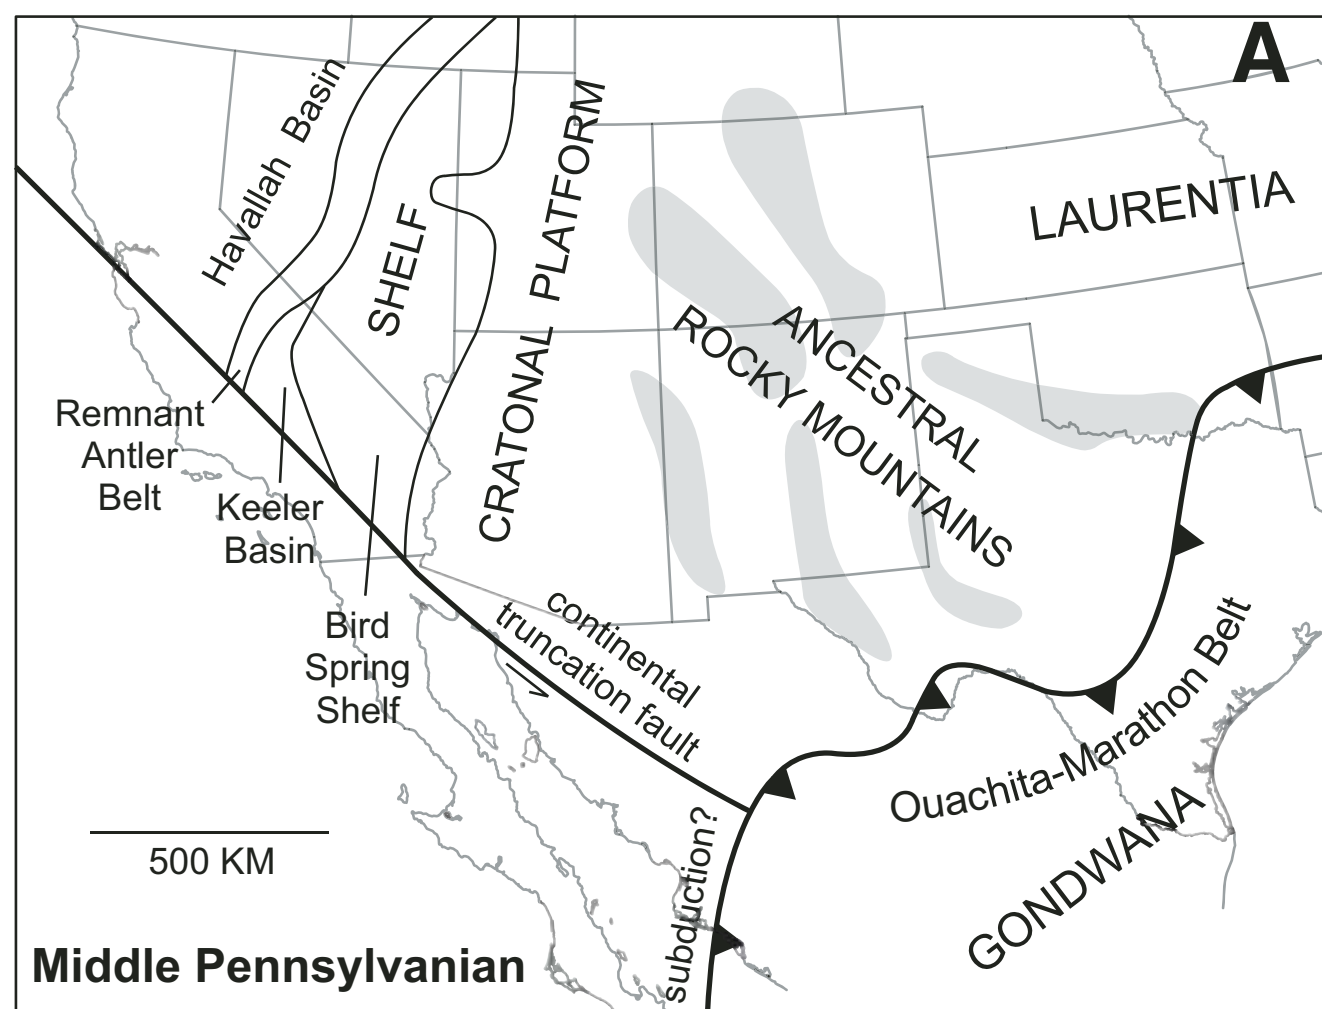 A
Havallah Basin
SHELF
CRATONAL PLATFORM
LAURENTIA
ANCESTRAL
ROCKY MOUNTAINS
Remnant
Antler
Belt
Keeler
Basin
Bird
Spring
Shelf
continental
truncation fault
Ouachita-Marathon Belt
GONDWANA
subduction?
500 KM
Middle Pennsylvanian